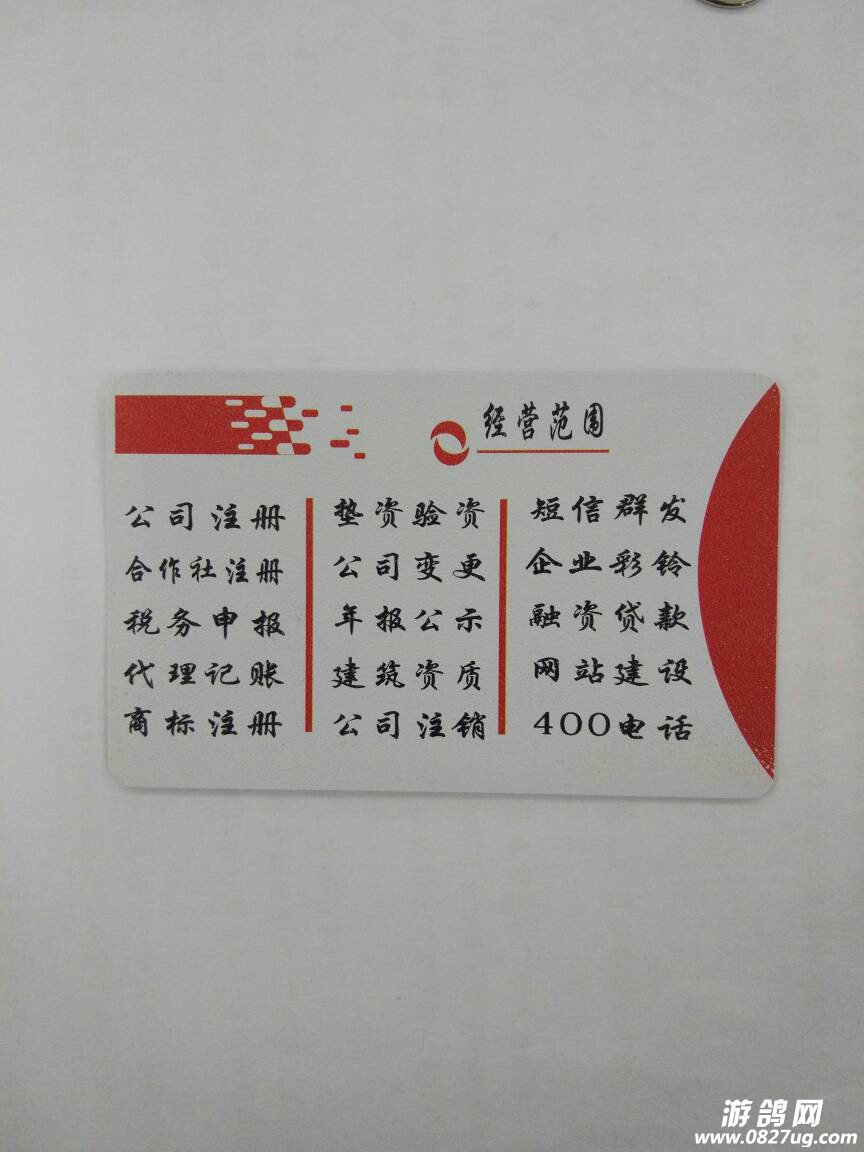 经营范围
公司注册
合作社注册
税务申报
代理记账
商标注册
垫资验资
公司变更
年报公示
建筑资质
公司注销
短信群发
企业彩铃
融资贷款
网站建设
400电话
游鸽网
www.0827ug.com